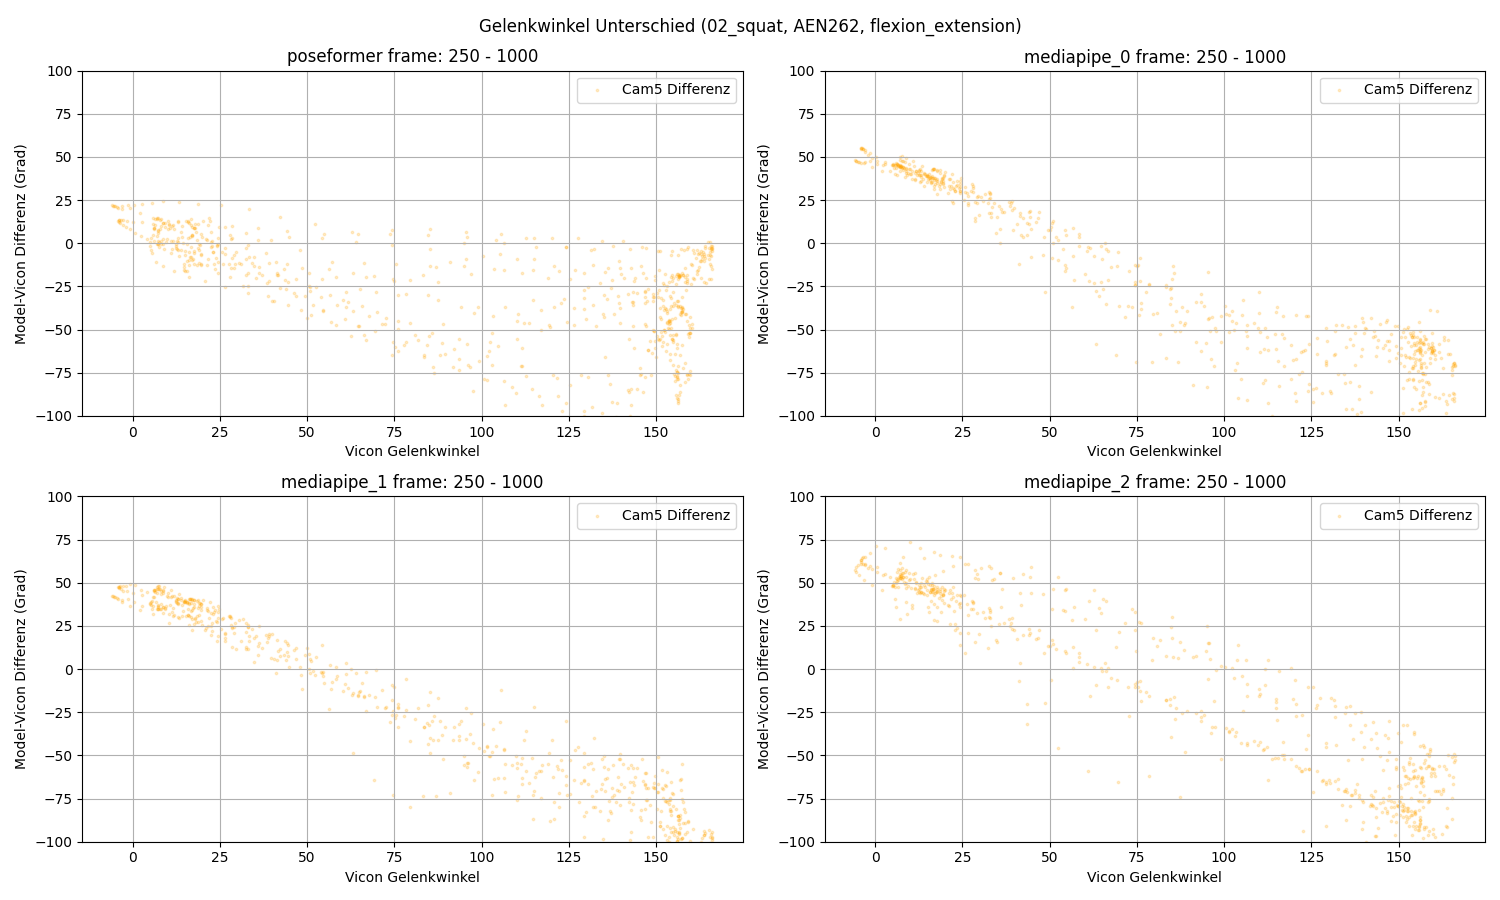 Gelenkwinkel Unterschied (02_squat, AEN262, flexion_extension)
poseformer frame: 250 - 1000
100
75
50
25
0
−25
−50
−75
−100
Model-Vicon Differenz (Grad)
Cam5 Differenz
0 25 50 75 100 125 150
Vicon Gelenkwinkel
mediapipe_0 frame: 250 - 1000
100
75
50
25
0
−25
−50
−75
−100
Model-Vicon Differenz (Grad)
Cam5 Differenz
0 25 50 75 100 125 150
Vicon Gelenkwinkel
mediapipe_1 frame: 250 - 1000
100
75
50
25
0
−25
−50
−75
−100
Model-Vicon Differenz (Grad)
Cam5 Differenz
0 25 50 75 100 125 150
Vicon Gelenkwinkel
mediapipe_2 frame: 250 - 1000
100
75
50
25
0
−25
−50
−75
−100
Model-Vicon Differenz (Grad)
Cam5 Differenz
0 25 50 75 100 125 150
Vicon Gelenkwinkel